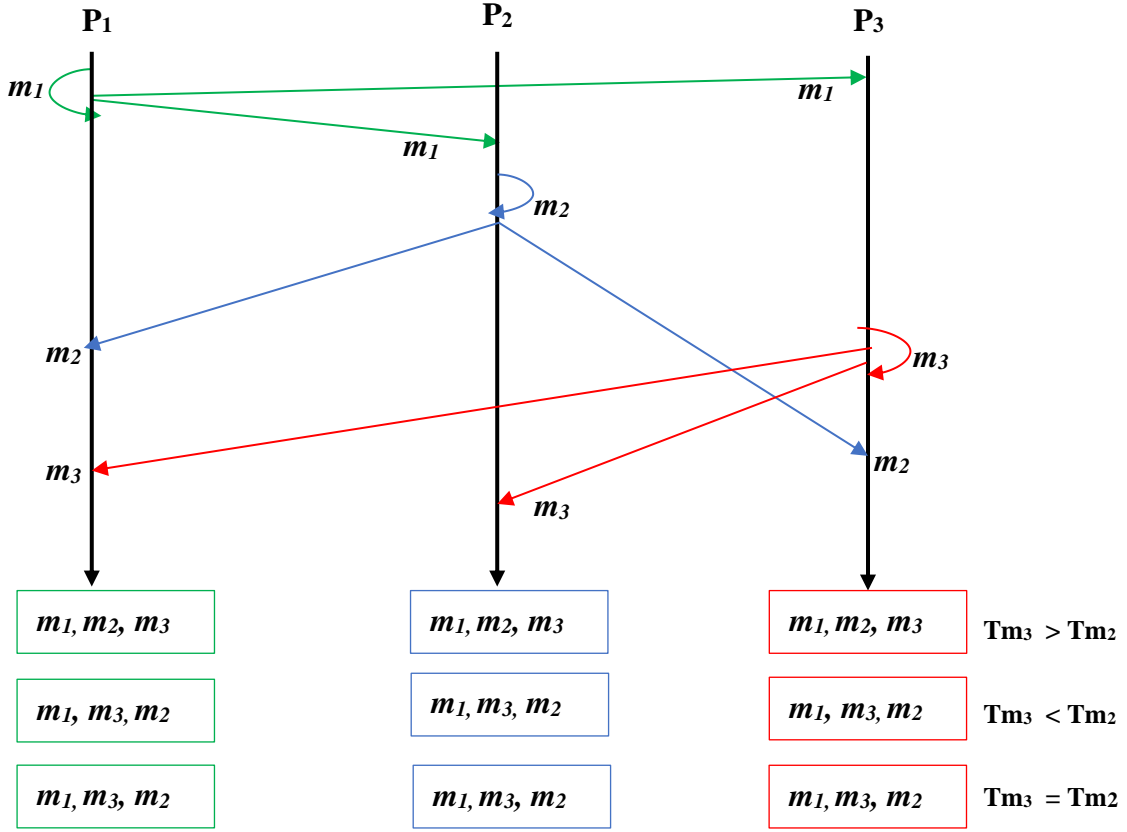 P1 P2 P3
m1
m1
m1
m2
m2
m3
m2
m3
m3
m1, m2, m3 m1, m2, m3 m1, m2, m3 Tm3 > Tm2
m1, m3, m2 m1, m3, m2 m1, m3, m2 Tm3 < Tm2
m1, m3, m2 m1, m3, m2 m1, m3, m2 Tm3 = Tm2